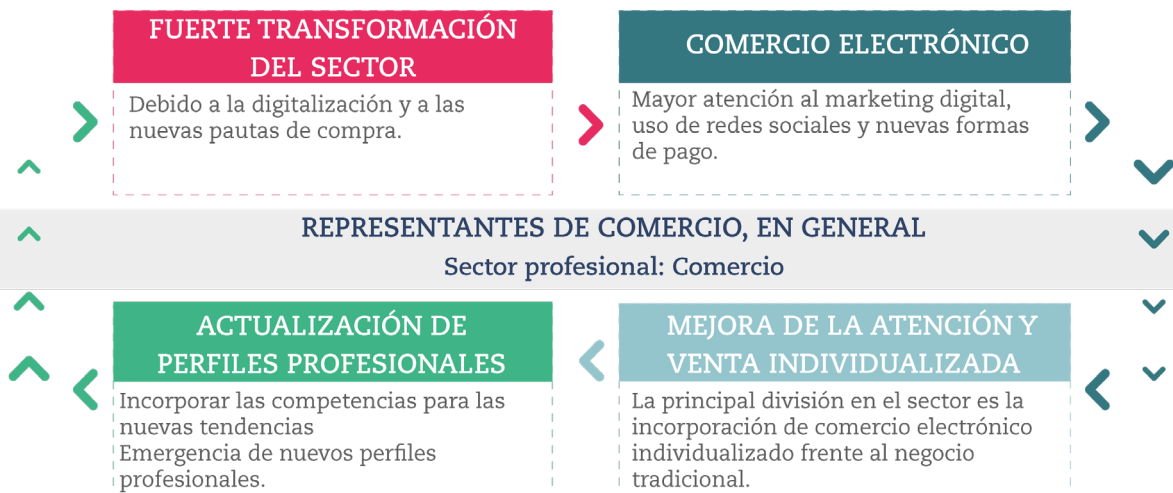 FUERTE TRANSFORMACIÓN
DEL SECTOR
Debido a la digitalización y a las
nuevas pautas de compra.
COMERCIO ELECTRÓNICO
Mayor atención al marketing digital,
uso de redes sociales y nuevas formas
de pago.
REPRESENTANTES DE COMERCIO, EN GENERAL
Sector profesional: Comercio
ACTUALIZACIÓN DE
PERFILES PROFESIONALES
Incorporar las competencias para las
nuevas tendencias
Emergencia de nuevos perfiles
profesionales.
MEJORA DE LA ATENCIÓN Y
VENTA INDIVIDUALIZADA
La principal división en el sector es la
incorporación de comercio electrónico
individualizado frente al negocio
tradicional.